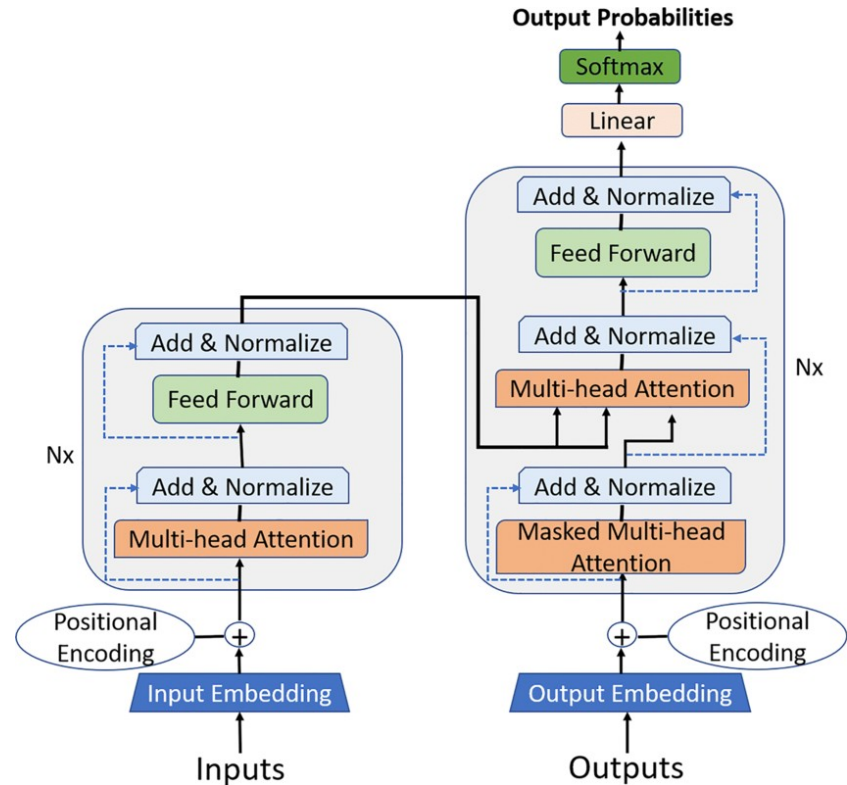 Output Probabilities
Softmax
Linear
Add & Normalize
Feed Forward
Add & Normalize
Multi-head Attention
Nx
Add & Normalize
Masked Multi-head
Attention
Positional
Encoding
+
Output Embedding
Outputs
Add & Normalize
Feed Forward
Nx
Add & Normalize
Multi-head Attention
Positional
Encoding
+
Input Embedding
Inputs